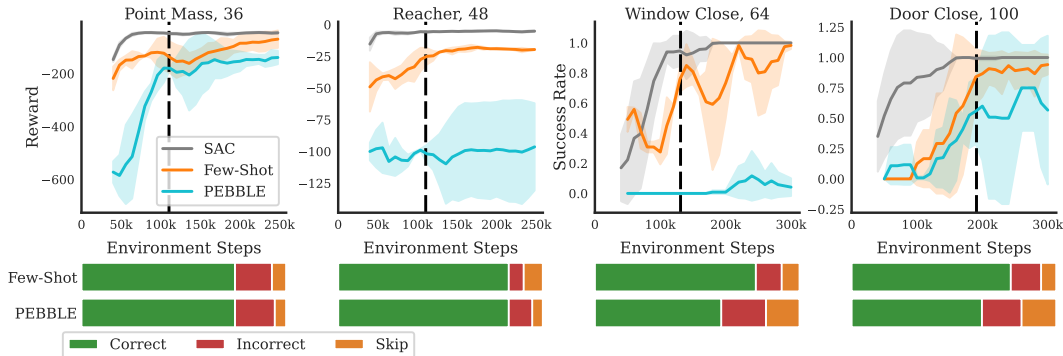 Point Mass, 36
Reacher, 48
Window Close, 64
Door Close, 100
Reward
−200
−400
−600
SAC
Few-Shot
PEBBLE
0
50k
100k
150k
200k
250k
Environment Steps
0
−25
−50
−75
−100
−125
0
50k
100k
150k
200k
250k
Environment Steps
Success Rate
1.0
0.8
0.6
0.4
0.2
0.0
0
100k
200k
300k
Environment Steps
1.25
1.00
0.75
0.50
0.25
0.00
−0.25
0
100k
200k
300k
Environment Steps
Few-Shot
PEBBLE
Correct
Incorrect
Skip